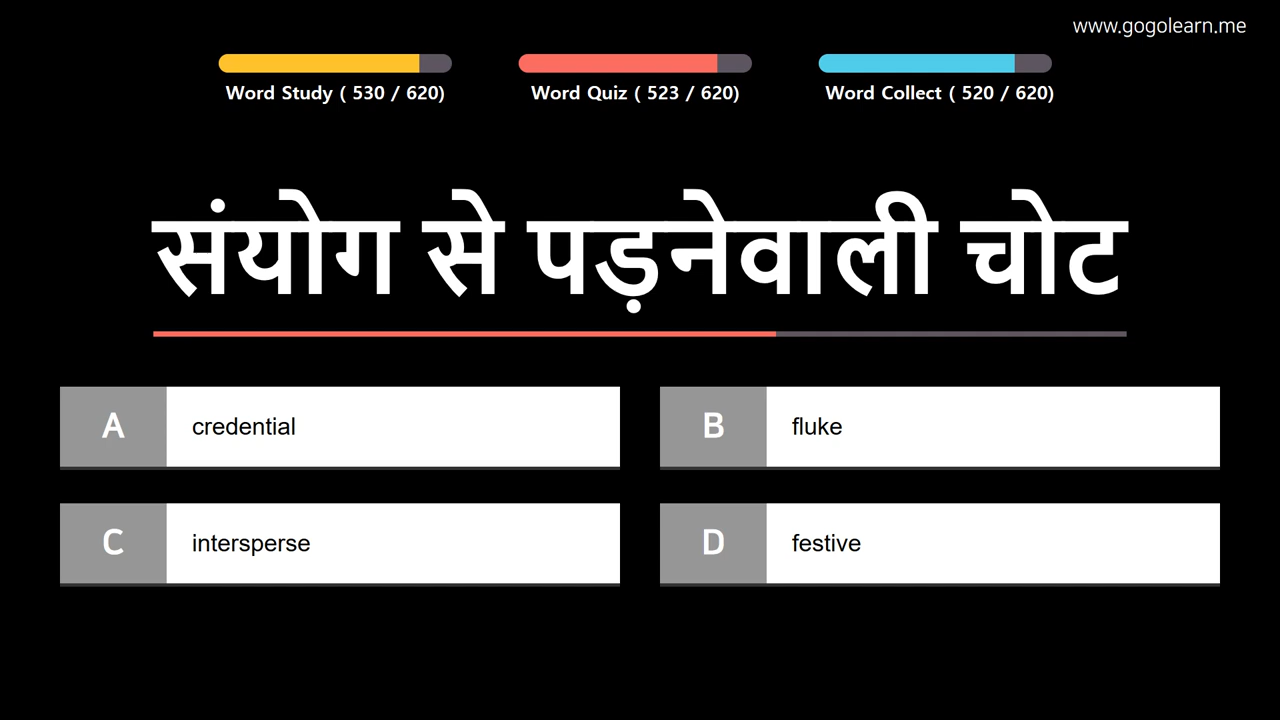 www.gogolearn.me
Word Study ( 530 / 620)
Word Quiz ( 523 / 620)
Word Collect ( 520 / 620)
संयोग से पड़नेवाली चोट
A credential
B fluke
C intersperse
D festive